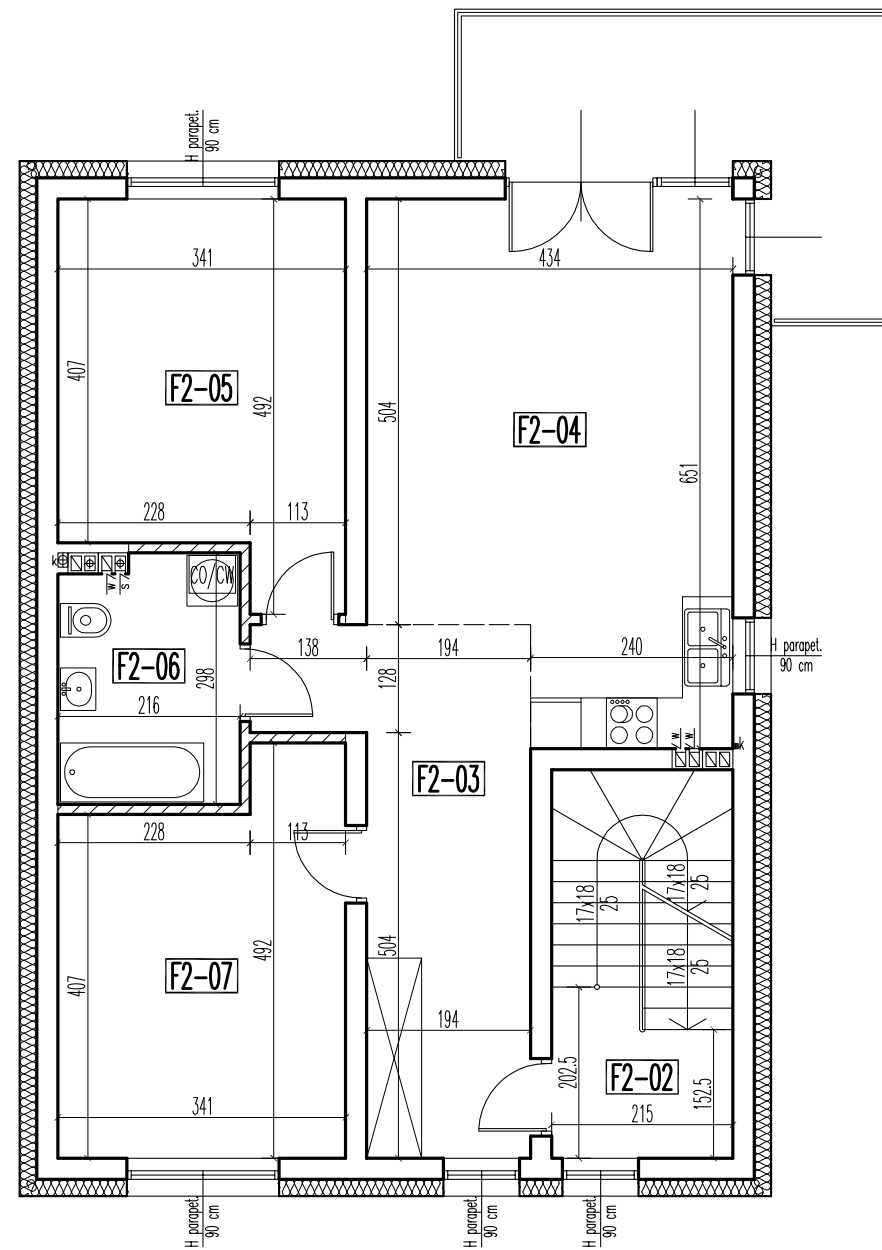 H parapet.
90 cm
341
434
407
F2-05
492
504
F2-04
651
228
113
k
w
s
CO/CW
F2-06
298
216
138
194
240
128
H parapet.
90 cm
w
w
wk
F2-03
228
113
17x18
25
17x18
25
17x18
25
407
F2-07
492
504
194
202.5
F2-02
152.5
215
341
H parapet.
90 cm
H parapet.
90 cm
H parapet.
90 cm